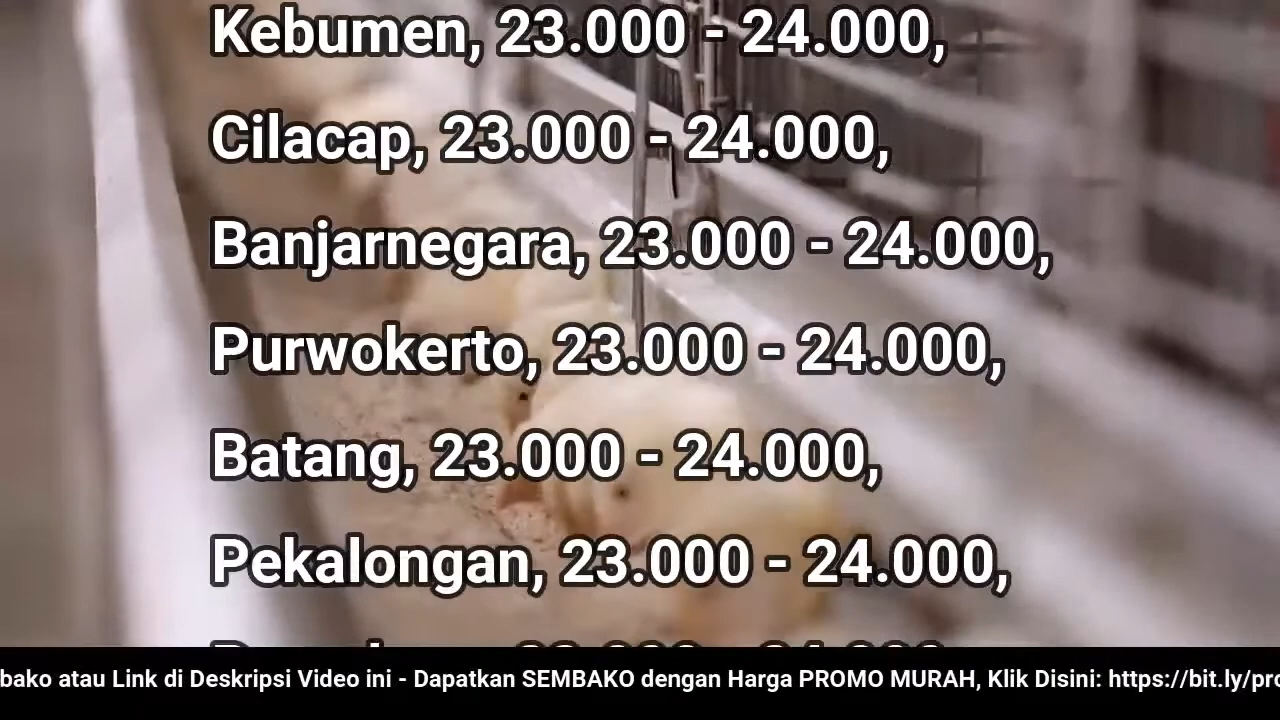 Kebumen, 23.000 - 24.000,
Cilacap, 23.000 - 24.000,
Banjarnegara, 23.000 - 24.000,
Purwokerto, 23.000 - 24.000,
Batang, 23.000 - 24.000,
Pekalongan, 23.000 - 24.000,
bako atau Link di Deskripsi Video ini - Dapatkan SEMBAKO dengan Harga PROMO MURAH, Klik Disini: https://bit.ly/pro